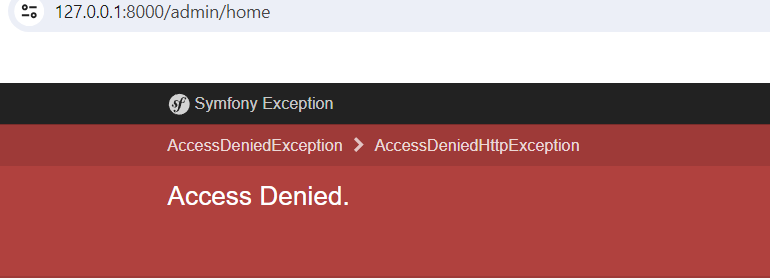 127.0.0.1:8000/admin/home
Symfony Exception
AccessDeniedException AccessDeniedHttpException
Access Denied.